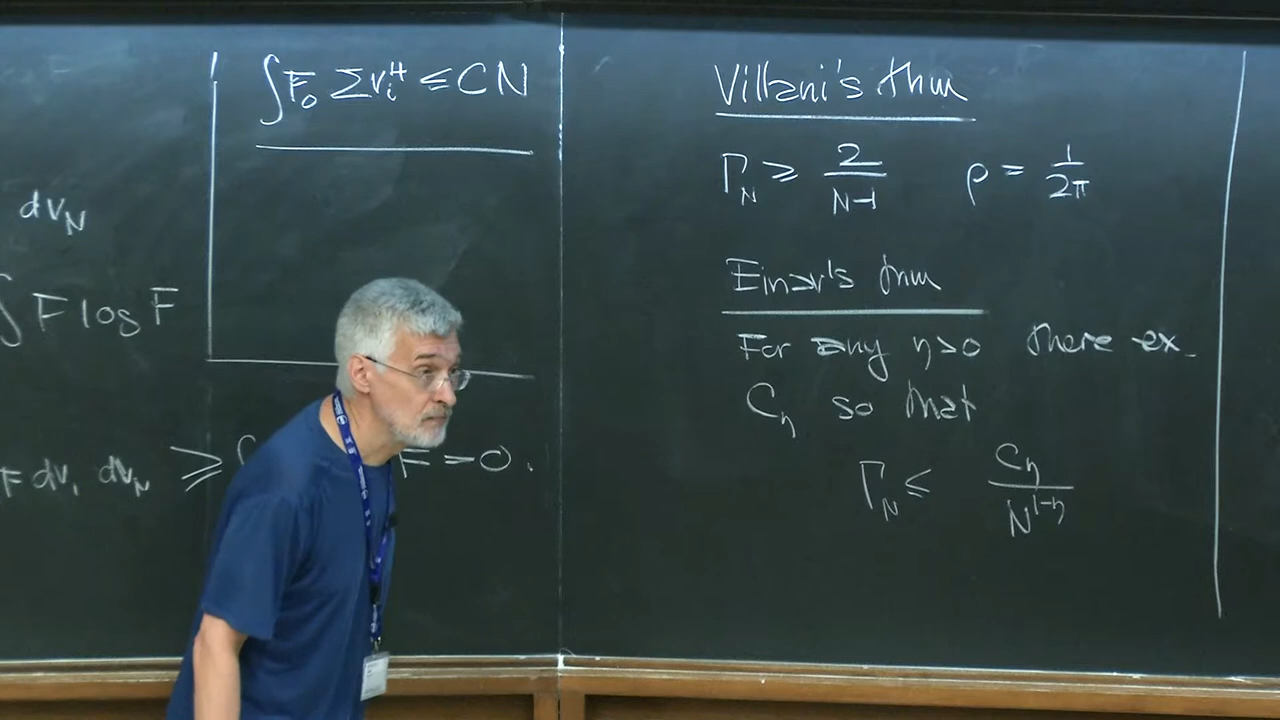 ∫F₀ Σvᵢ⁴ ≤ CN
dv_N
∫ F log F
F dv₁ dv_N ≥ F = 0.
Villani's thm
Γ_N ≥ 2/(N-1) ρ = 1/2π
Einar's thm
For any η>0 there ex.
C_η so that
Γ_N ≤ C_η/N^(1-η)